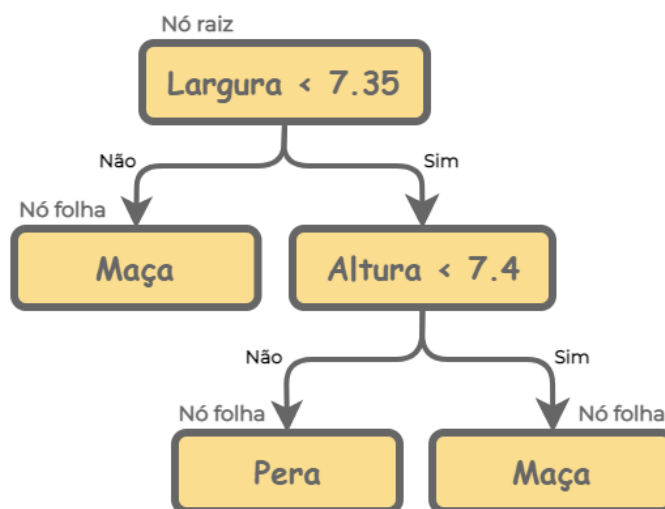 Nó raiz
Largura < 7.35
Não
Sim
Nó folha
Maça
Altura < 7.4
Não
Sim
Nó folha
Nó folha
Pera
Maça